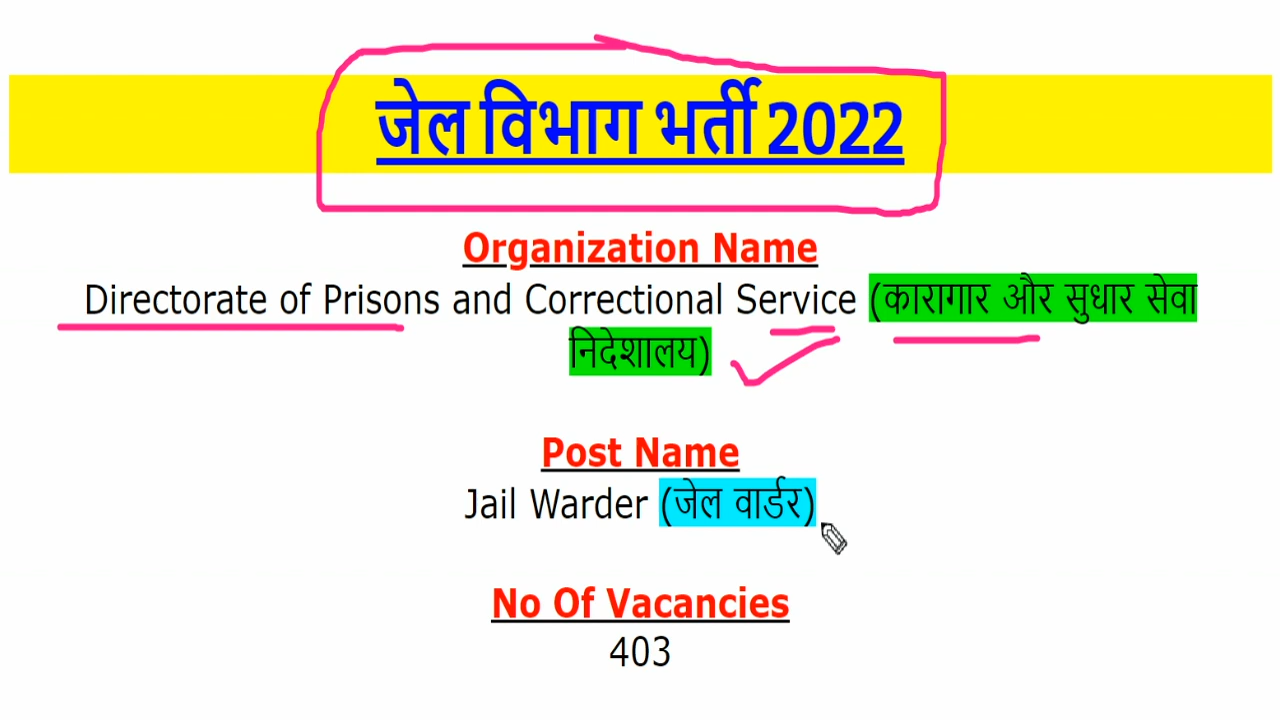 जेल विभाग भर्ती 2022
Organization Name
Directorate of Prisons and Correctional Service (कारागार और सुधार सेवा
निदेशालय)
Post Name
Jail Warder (जेल वार्डर)
No Of Vacancies
403